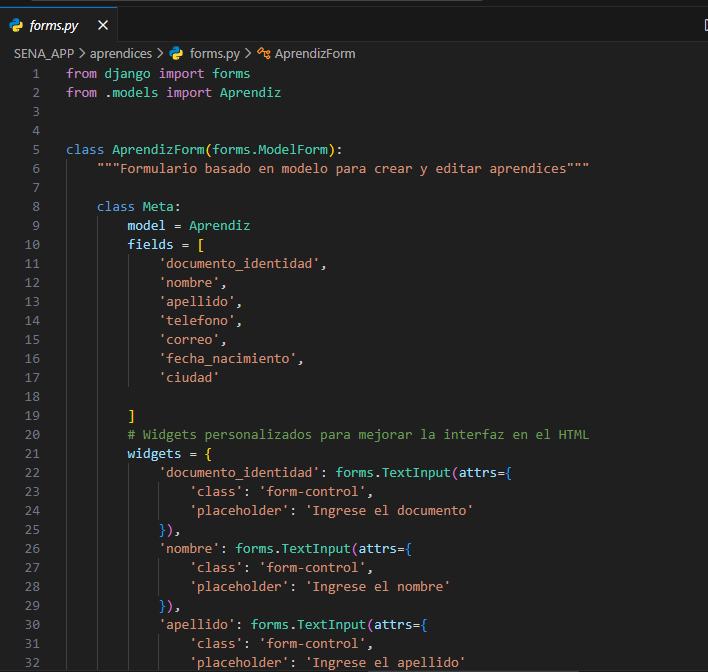 forms.py ×
SENA_APP > aprendices > forms.py > AprendizForm
1 from django import forms
2 from .models import Aprendiz
3
4
5 class AprendizForm(forms.ModelForm):
6     """Formulario basado en modelo para crear y editar aprendices"""
7
8     class Meta:
9         model = Aprendiz
10         fields = [
11             'documento_identidad',
12             'nombre',
13             'apellido',
14             'telefono',
15             'correo',
16             'fecha_nacimiento',
17             'ciudad'
18
19         ]
20         # Widgets personalizados para mejorar la interfaz en el HTML
21         widgets = {
22             'documento_identidad': forms.TextInput(attrs={
23                 'class': 'form-control',
24                 'placeholder': 'Ingrese el documento'
25             }),
26             'nombre': forms.TextInput(attrs={
27                 'class': 'form-control',
28                 'placeholder': 'Ingrese el nombre'
29             }),
30             'apellido': forms.TextInput(attrs={
31                 'class': 'form-control',
32                 'placeholder': 'Ingrese el apellido'